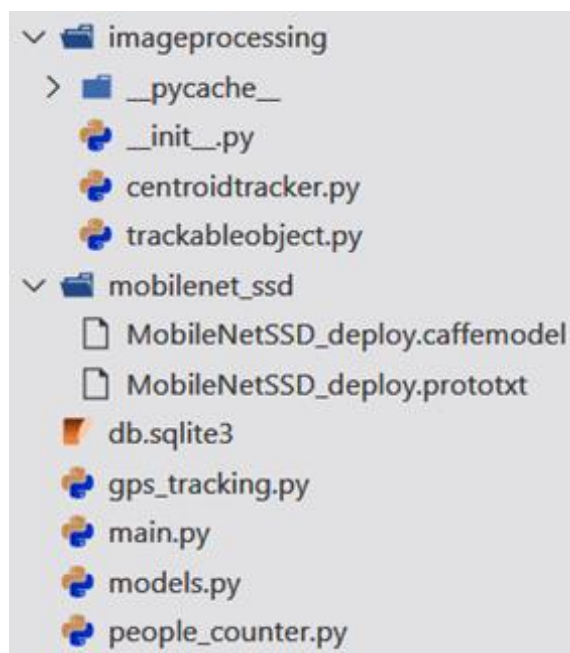 imageprocessing
__pycache__
__init__.py
centroidtracker.py
trackableobject.py
mobilenet_ssd
MobileNetSSD_deploy.caffemodel
MobileNetSSD_deploy.prototxt
db.sqlite3
gps_tracking.py
main.py
models.py
people_counter.py